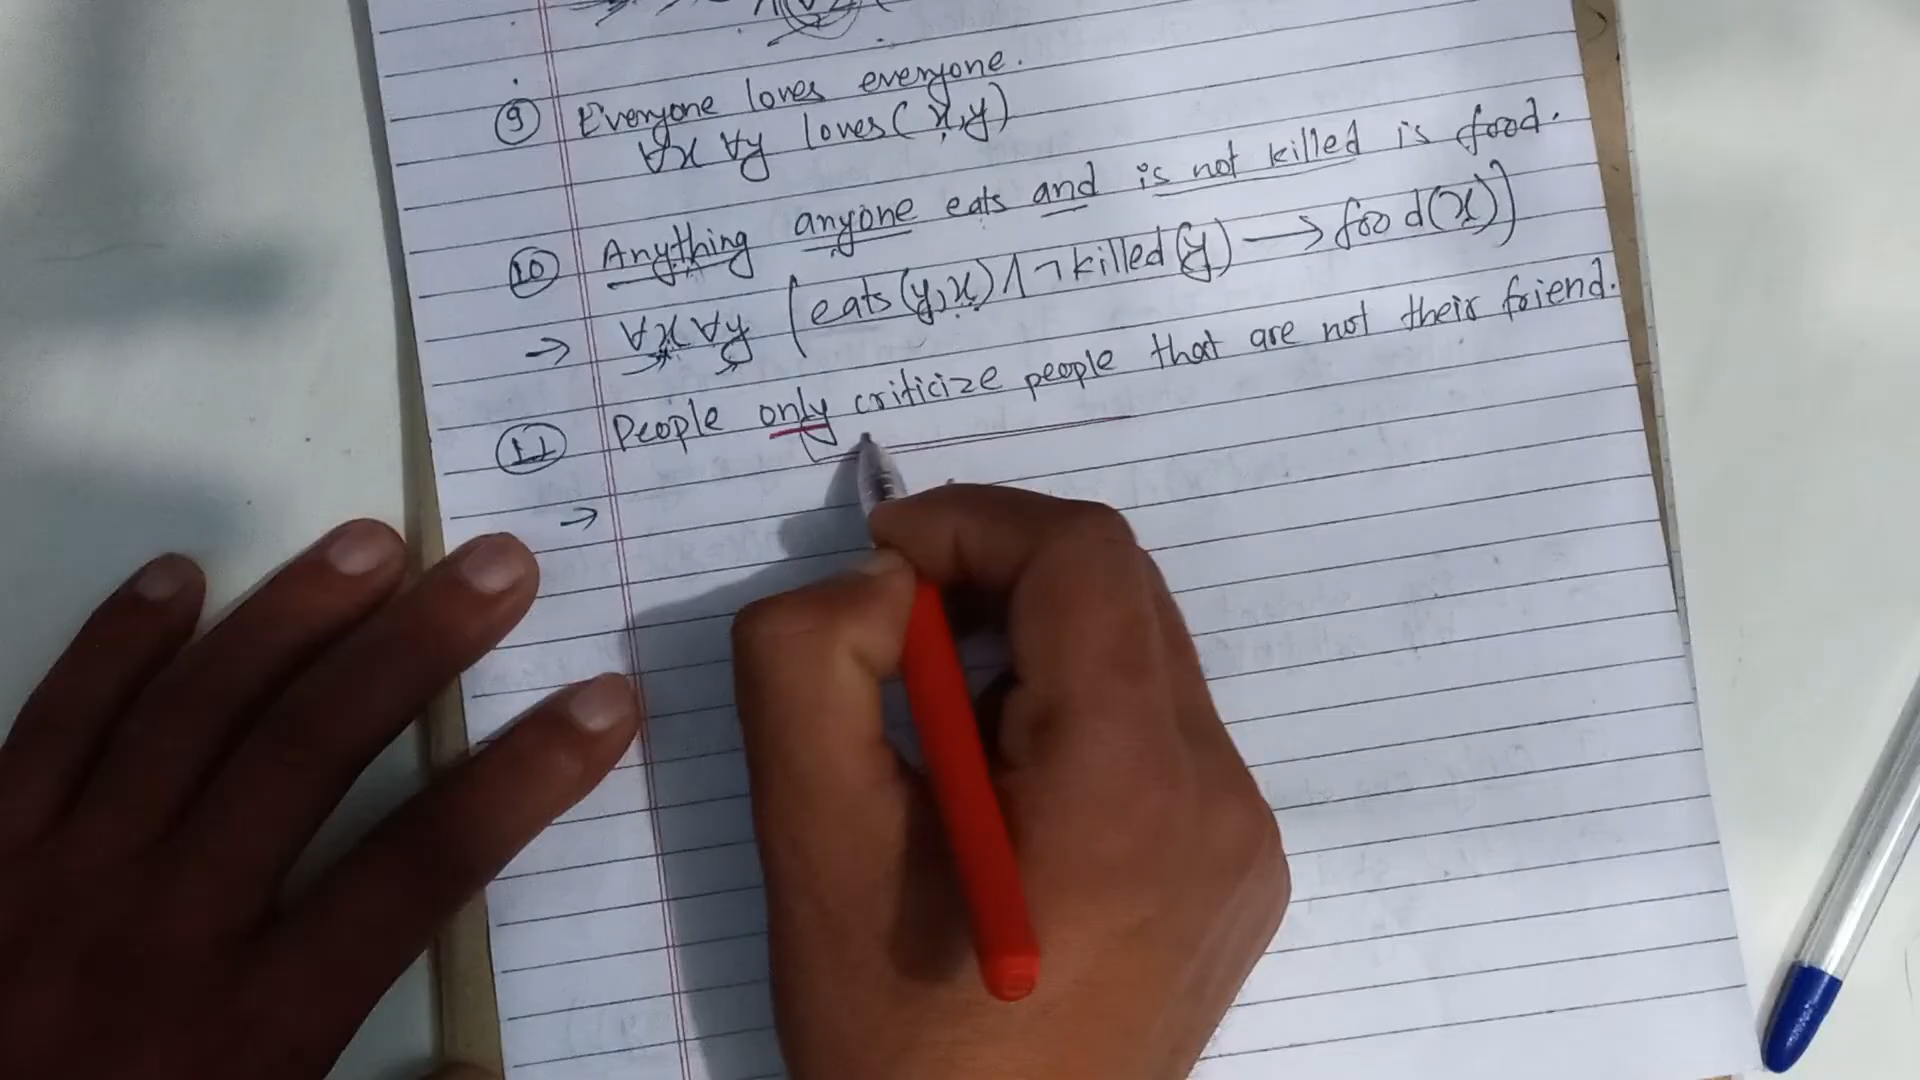 ⑨ Everyone loves everyone.
∀x ∀y loves(x,y)
⑩ Anything anyone eats and is not killed is food.
→ ∀x ∀y (eats(y,x) ∧ ¬killed(y) → food(x))
⑪ People only criticize people that are not their friend.
→